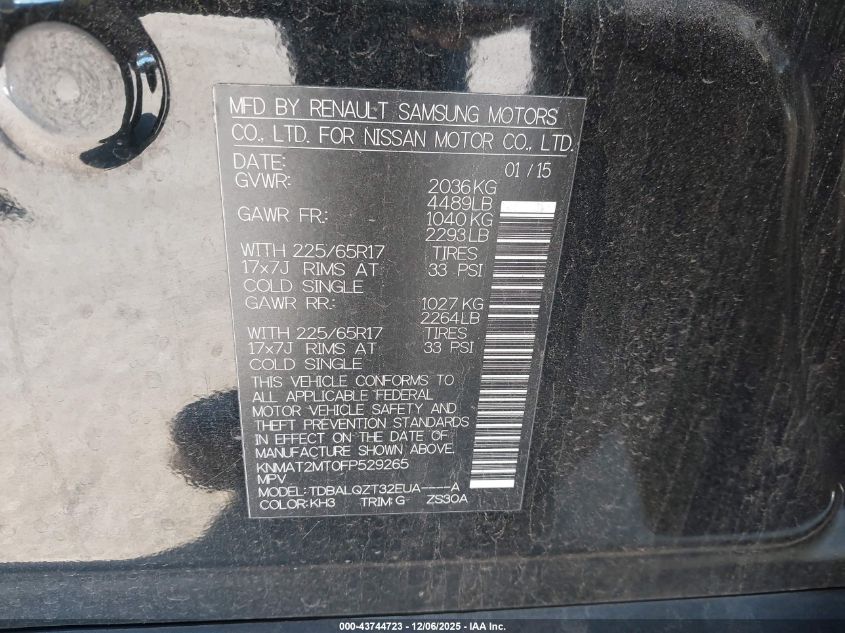 MFD BY RENAULT SAMSUNG MOTORS
CO., LTD. FOR NISSAN MOTOR CO., LTD.
DATE: 01 / 15
GVWR: 2036KG
4489LB
GAWR FR: 1040KG
2293LB
WITH 225/65R17 TIRES
17x7J RIMS AT 33 PSI
COLD SINGLE
GAWR RR: 1027KG
2264LB
WITH 225/65R17 TIRES
17x7J RIMS AT 33 PSI
COLD SINGLE
THIS VEHICLE CONFORMS TO
ALL APPLICABLE FEDERAL
MOTOR VEHICLE SAFETY AND
THEFT PREVENTION STANDARDS
IN EFFECT ON THE DATE OF
MANUFACTURE SHOWN ABOVE.
KNMAT2MT0FP529265
MPV
MODEL: TDBALQZT32EUA----A
COLOR: KH3 TRIM: G ZS30A
000-43744723 - 12/06/2025 - IAA Inc.